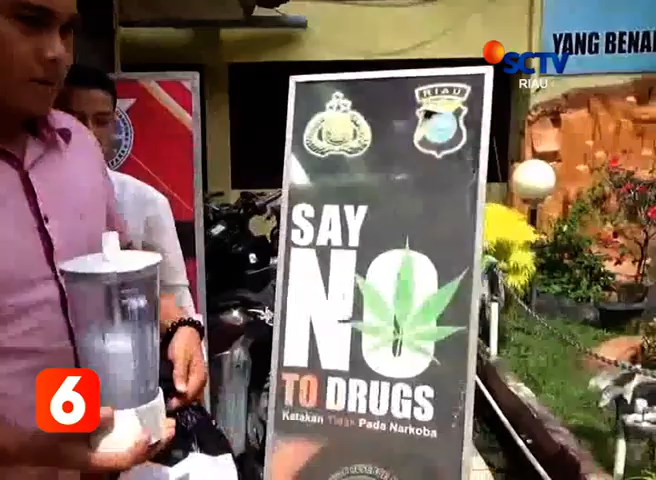 SCTV
RIAU
YANG BENA
RIAU
SAY
NO
TO DRUGS
Katakan Tidak Pada Narkoba
6